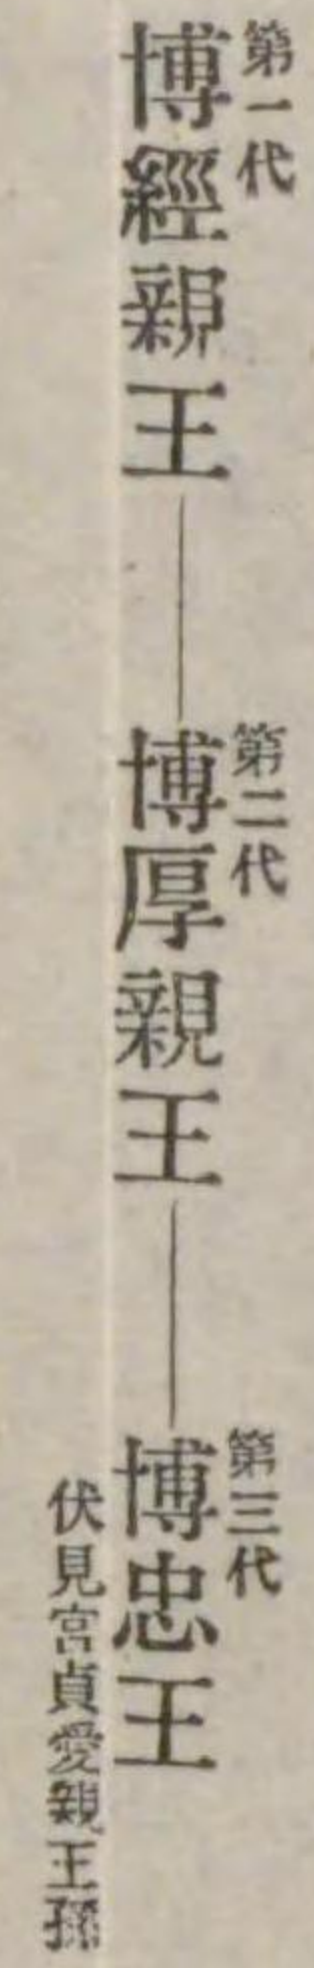 第一代
博經親王
第二代
博厚親王
第三代
博忠王
伏見宮貞愛親王孫